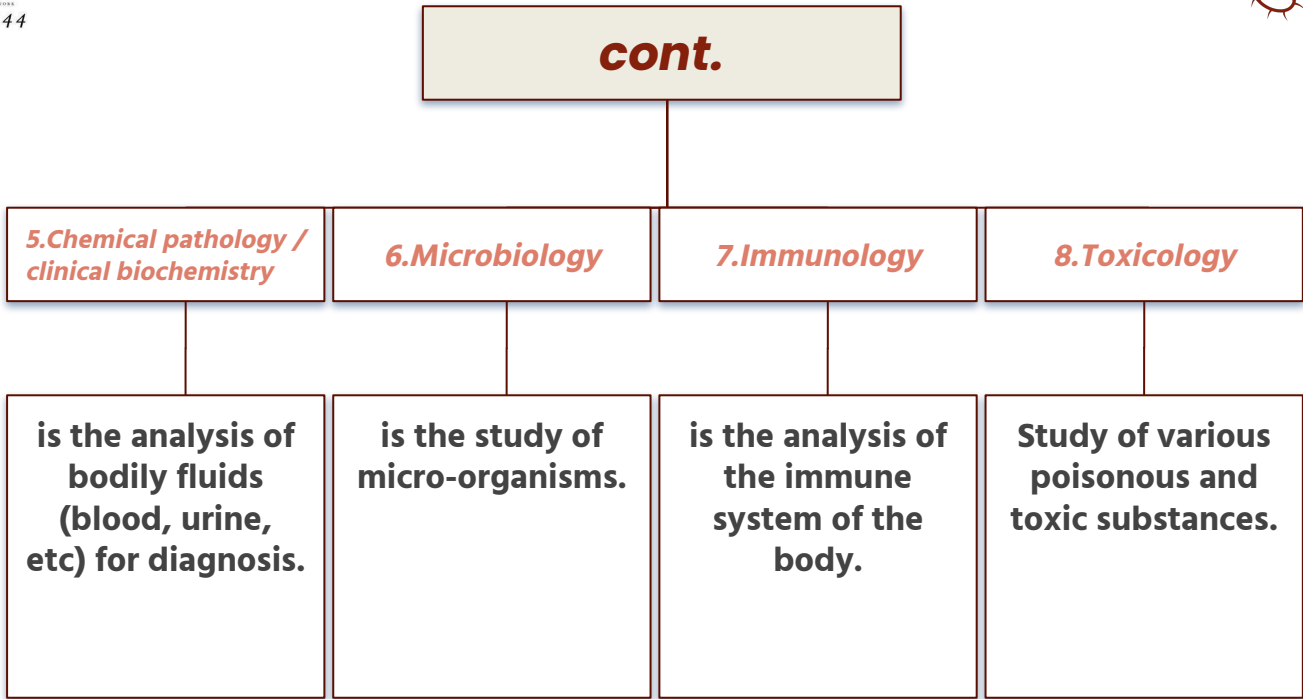 44
cont.
5.Chemical pathology /
clinical biochemistry
6.Microbiology
7.Immunology
8.Toxicology
is the analysis of
bodily fluids
(blood, urine,
etc) for diagnosis.
is the study of
micro-organisms.
is the analysis of
the immune
system of the
body.
Study of various
poisonous and
toxic substances.